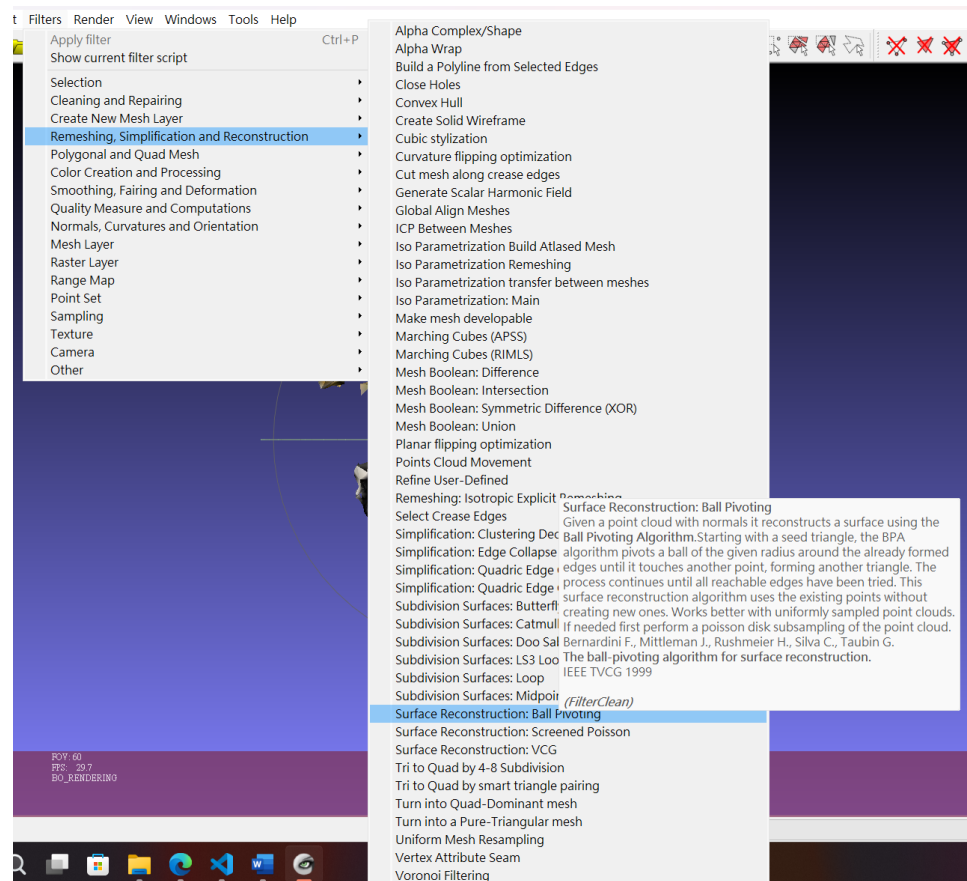 t Filters Render View Windows Tools Help
Apply filter Ctrl+P
Show current filter script
Selection
Cleaning and Repairing
Create New Mesh Layer
Remeshing, Simplification and Reconstruction
Polygonal and Quad Mesh
Color Creation and Processing
Smoothing, Fairing and Deformation
Quality Measure and Computations
Normals, Curvatures and Orientation
Mesh Layer
Raster Layer
Range Map
Point Set
Sampling
Texture
Camera
Other
Alpha Complex/Shape
Alpha Wrap
Build a Polyline from Selected Edges
Close Holes
Convex Hull
Create Solid Wireframe
Cubic stylization
Curvature flipping optimization
Cut mesh along crease edges
Generate Scalar Harmonic Field
Global Align Meshes
ICP Between Meshes
Iso Parametrization Build Atlased Mesh
Iso Parametrization Remeshing
Iso Parametrization transfer between meshes
Iso Parametrization: Main
Make mesh developable
Marching Cubes (APSS)
Marching Cubes (RIMLS)
Mesh Boolean: Difference
Mesh Boolean: Intersection
Mesh Boolean: Symmetric Difference (XOR)
Mesh Boolean: Union
Planar flipping optimization
Points Cloud Movement
Refine User-Defined
Remeshing: Isotropic Explicit Remeshing
Select Crease Edges
Simplification: Clustering Dec
Simplification: Edge Collapse
Simplification: Quadric Edge
Simplification: Quadric Edge
Subdivision Surfaces: Butterfl
Subdivision Surfaces: Catmull
Subdivision Surfaces: Doo Sa
Subdivision Surfaces: LS3 Loo
Subdivision Surfaces: Loop
Subdivision Surfaces: Midpoin
Surface Reconstruction: Ball Pivoting
Surface Reconstruction: Screened Poisson
Surface Reconstruction: VCG
Tri to Quad by 4-8 Subdivision
Tri to Quad by smart triangle pairing
Turn into Quad-Dominant mesh
Turn into a Pure-Triangular mesh
Uniform Mesh Resampling
Vertex Attribute Seam
Voronoi Filtering
Surface Reconstruction: Ball Pivoting
Given a point cloud with normals it reconstructs a surface using the
Ball Pivoting Algorithm.Starting with a seed triangle, the BPA
algorithm pivots a ball of the given radius around the already formed
edges until it touches another point, forming another triangle. The
process continues until all reachable edges have been tried. This
surface reconstruction algorithm uses the existing points without
creating new ones. Works better with uniformly sampled point clouds.
If needed first perform a poisson disk subsampling of the point cloud.
Bernardini F., Mittleman J., Rushmeier H., Silva C., Taubin G.
The ball-pivoting algorithm for surface reconstruction.
IEEE TVCG 1999
(FilterClean)
FOV: 60
FPS: 29.7
BO_RENDERING